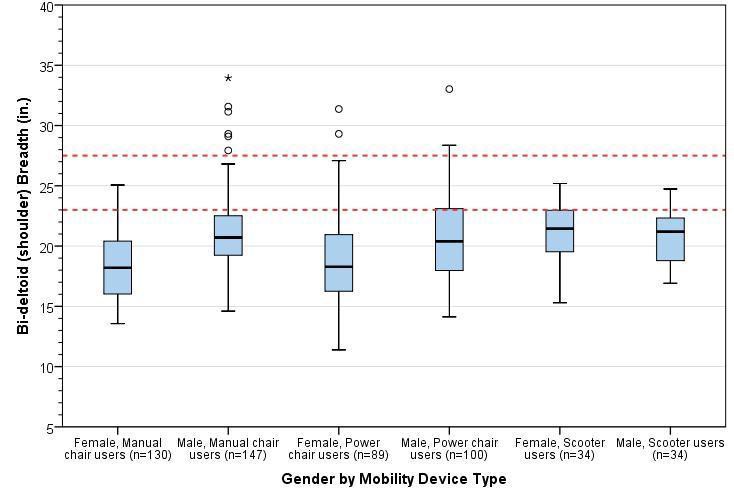 40
35
30
25
20
15
10
5
Bi-deltoid (shoulder) Breadth (in.)
*
Female, Manual chair users (n=130)
Male, Manual chair users (n=147)
Female, Power chair users (n=89)
Male, Power chair users (n=100)
Female, Scooter users (n=34)
Male, Scooter users (n=34)
Gender by Mobility Device Type